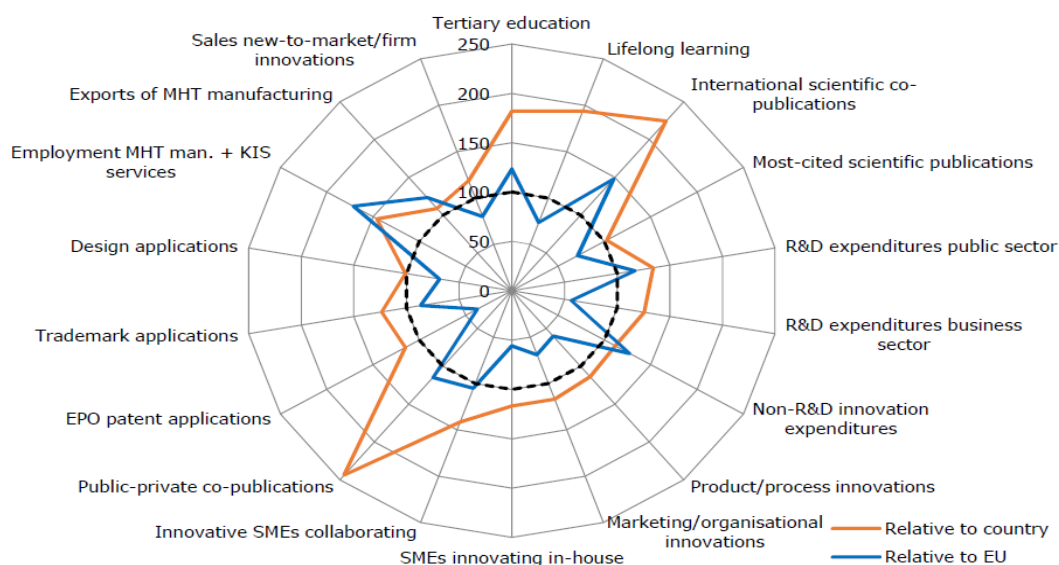 Tertiary education
250
Sales new-to-market/firm
innovations
Lifelong learning
200
Exports of MHT manufacturing
International scientific co-
publications
150
Employment MHT man. + KIS
services
Most-cited scientific publications
100
50
Design applications
R&D expenditures public sector
0
Trademark applications
R&D expenditures business
sector
EPO patent applications
Non-R&D innovation
expenditures
Public-private co-publications
Product/process innovations
Innovative SMEs collaborating
Marketing/organisational
innovations
SMEs innovating in-house
Relative to country
Relative to EU